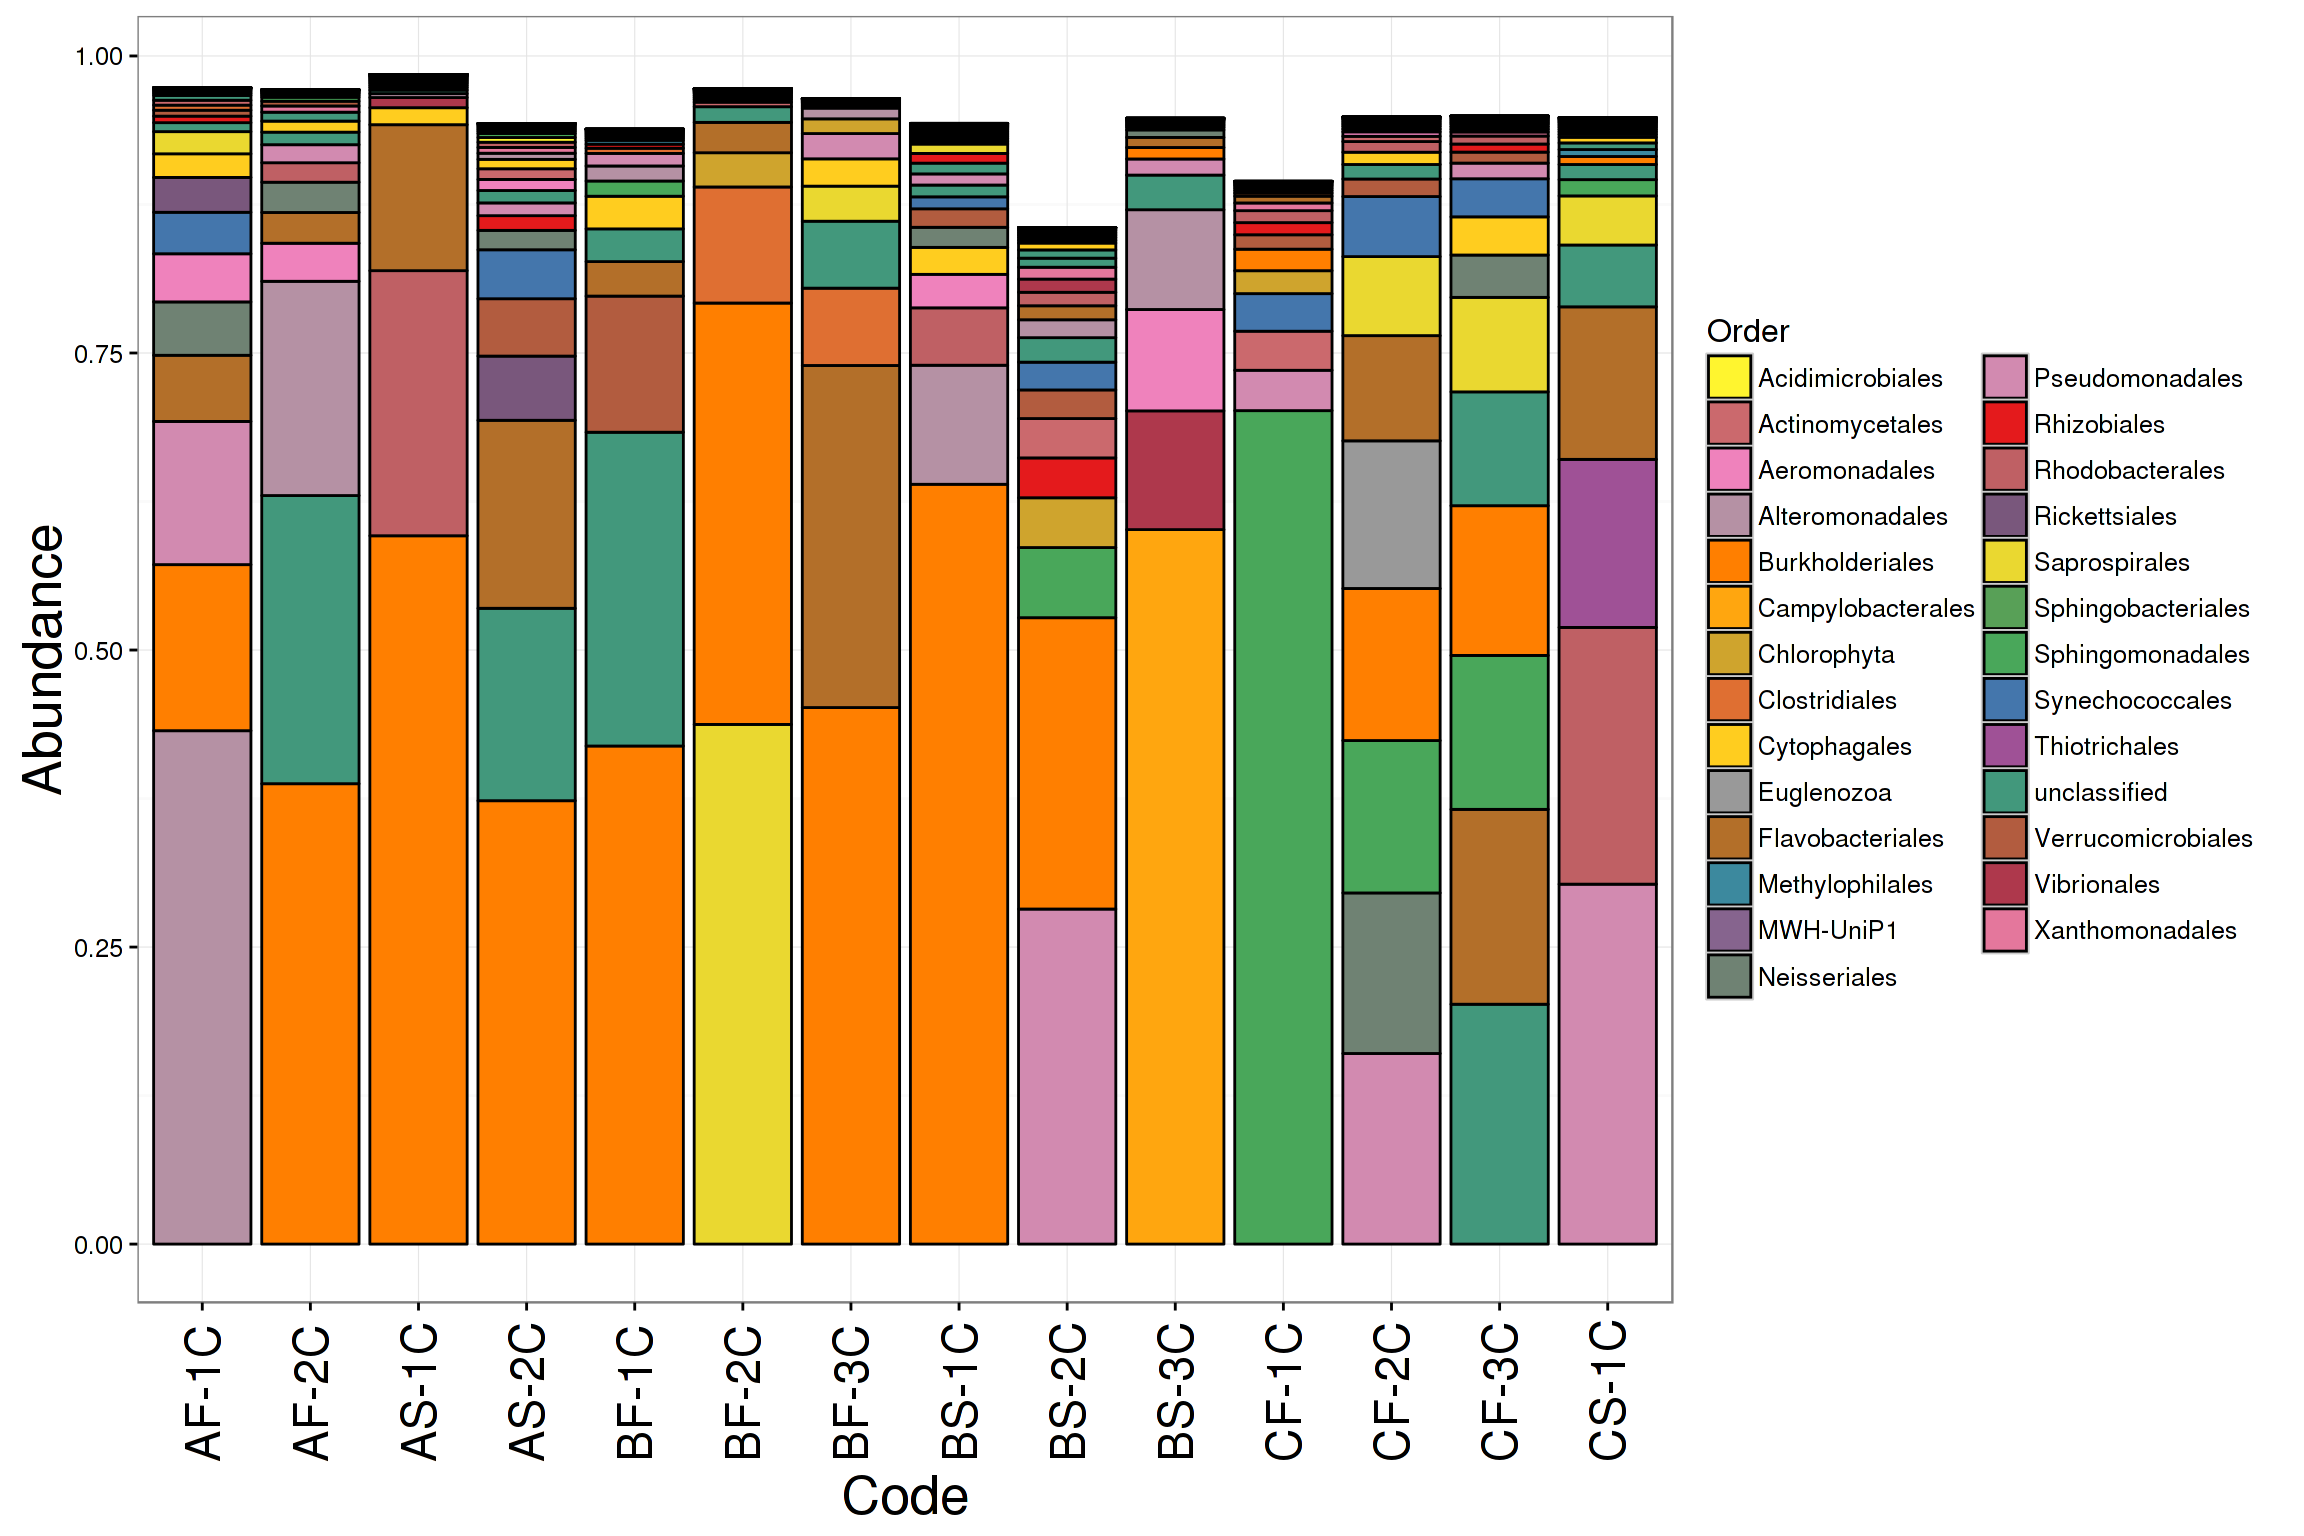 1.00
0.75
0.50
0.25
0.00
Abundance
AF-1C
AF-2C
AS-1C
AS-2C
BF-1C
BF-2C
BF-3C
BS-1C
BS-2C
BS-3C
CF-1C
CF-2C
CF-3C
CS-1C
Code
Order
Acidimicrobiales
Actinomycetales
Aeromonadales
Alteromonadales
Burkholderiales
Campylobacterales
Chlorophyta
Clostridiales
Cytophagales
Euglenozoa
Flavobacteriales
Methylophilales
MWH-UniP1
Neisseriales
Pseudomonadales
Rhizobiales
Rhodobacterales
Rickettsiales
Saprospirales
Sphingobacteriales
Sphingomonadales
Synechococcales
Thiotrichales
unclassified
Verrucomicrobiales
Vibrionales
Xanthomonadales